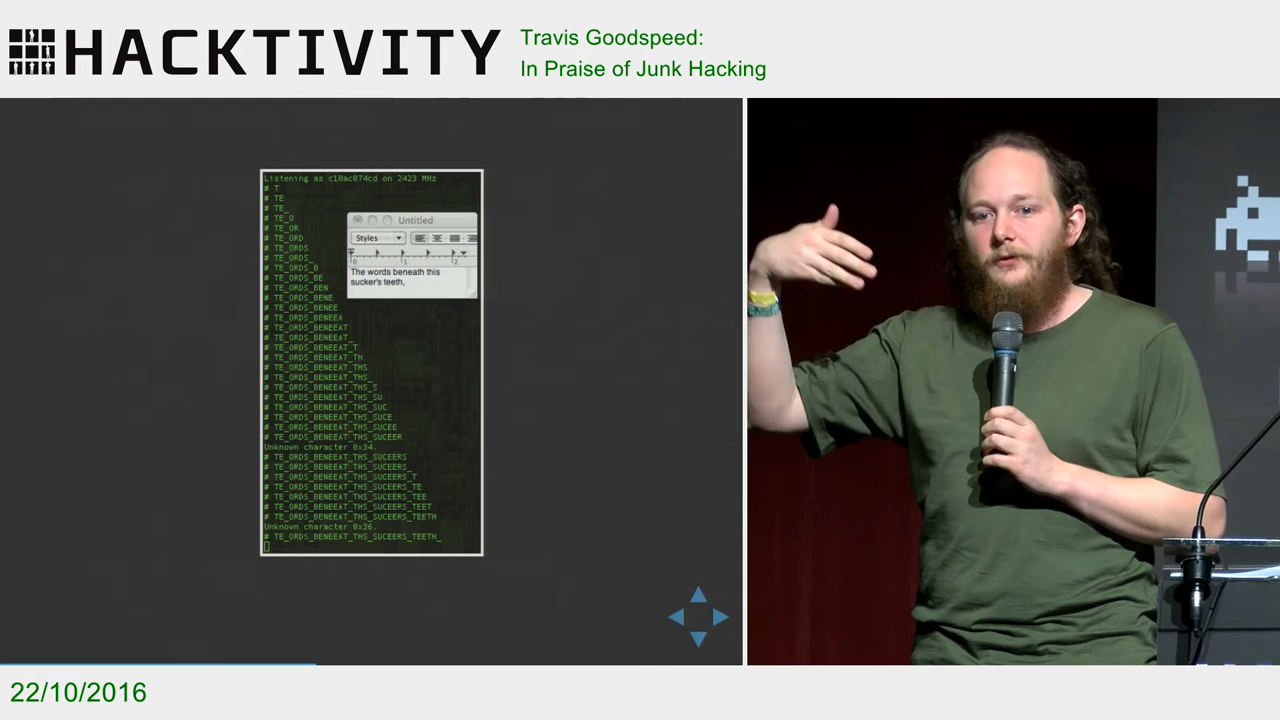 HACKTIVITY
Travis Goodspeed:
In Praise of Junk Hacking
Listening as c10ac074cd on 2423 MHz
# T
# TE
# TE_
# TE_O
# TE_OR
# TE_ORD
# TE_ORDS
# TE_ORDS_
# TE_ORDS_B
# TE_ORDS_BE
# TE_ORDS_BEN
# TE_ORDS_BENE
# TE_ORDS_BENEE
# TE_ORDS_BENEEA
# TE_ORDS_BENEEAT
# TE_ORDS_BENEEAT_
# TE_ORDS_BENEEAT_T
# TE_ORDS_BENEEAT_TH
# TE_ORDS_BENEEAT_THS
# TE_ORDS_BENEEAT_THS_
# TE_ORDS_BENEEAT_THS_S
# TE_ORDS_BENEEAT_THS_SU
# TE_ORDS_BENEEAT_THS_SUC
# TE_ORDS_BENEEAT_THS_SUCE
# TE_ORDS_BENEEAT_THS_SUCEE
# TE_ORDS_BENEEAT_THS_SUCEER
Unknown character 0x34.
# TE_ORDS_BENEEAT_THS_SUCEERS
# TE_ORDS_BENEEAT_THS_SUCEERS_
# TE_ORDS_BENEEAT_THS_SUCEERS_T
# TE_ORDS_BENEEAT_THS_SUCEERS_TE
# TE_ORDS_BENEEAT_THS_SUCEERS_TEE
# TE_ORDS_BENEEAT_THS_SUCEERS_TEET
# TE_ORDS_BENEEAT_THS_SUCEERS_TEETH
Unknown character 0x36.
# TE_ORDS_BENEEAT_THS_SUCEERS_TEETH_
Untitled
Styles
0 1 2
The words beneath this
sucker's teeth,
22/10/2016